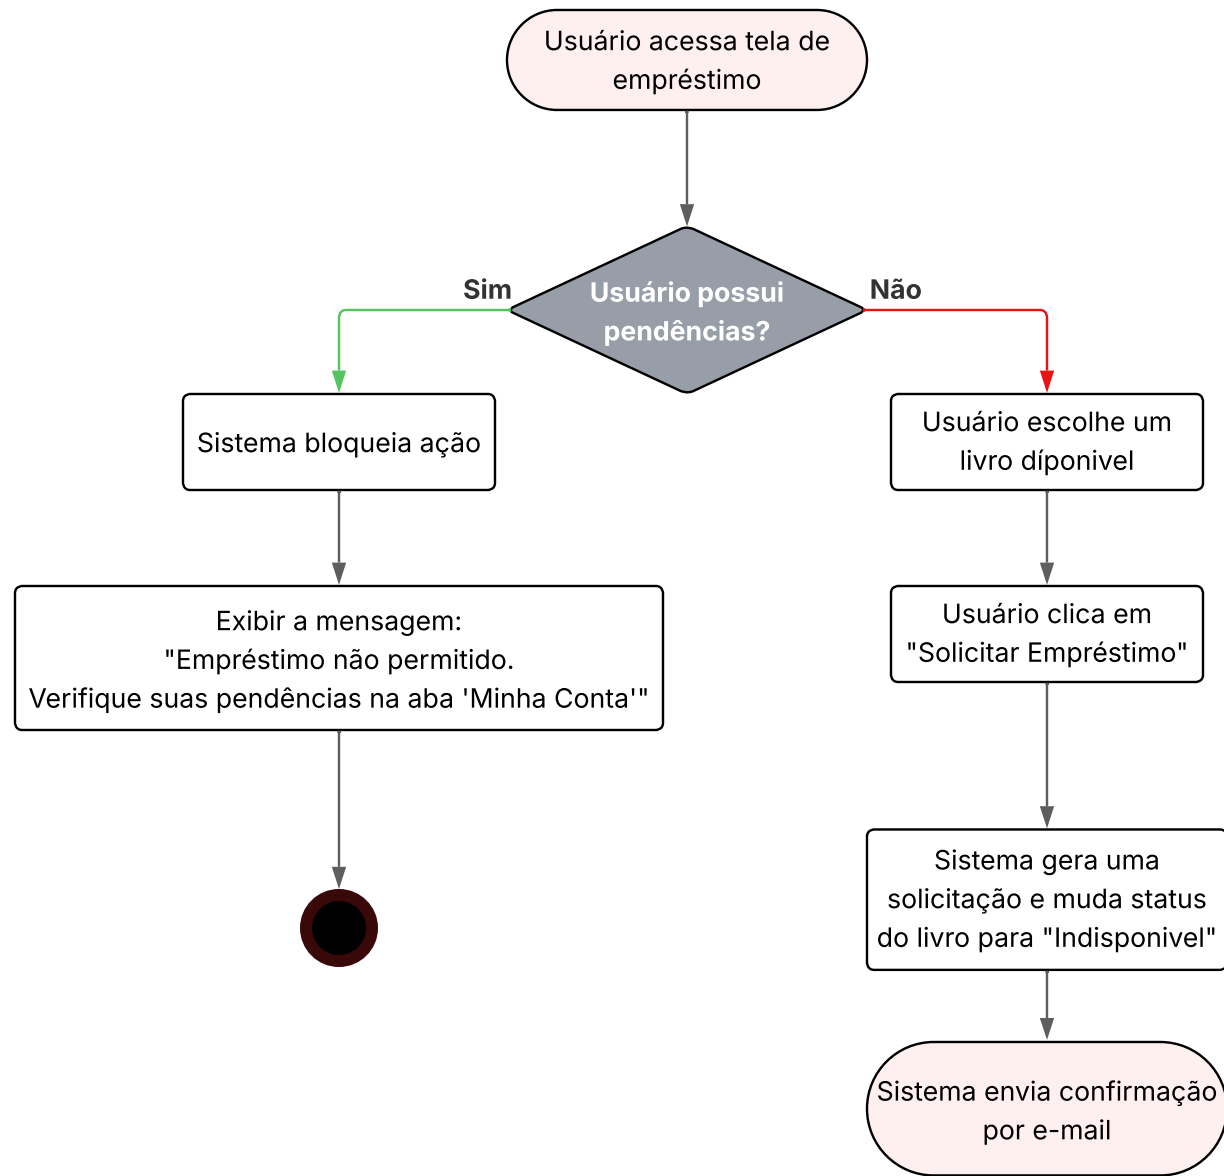 Usuário acessa tela de
empréstimo
Usuário possui
pendências?
Sim
Não
Sistema bloqueia ação
Usuário escolhe um
livro díponivel
Exibir a mensagem:
"Empréstimo não permitido.
Verifique suas pendências na aba 'Minha Conta'"
Usuário clica em
"Solicitar Empréstimo"
Sistema gera uma
solicitação e muda status
do livro para "Indisponivel"
Sistema envia confirmação
por e-mail